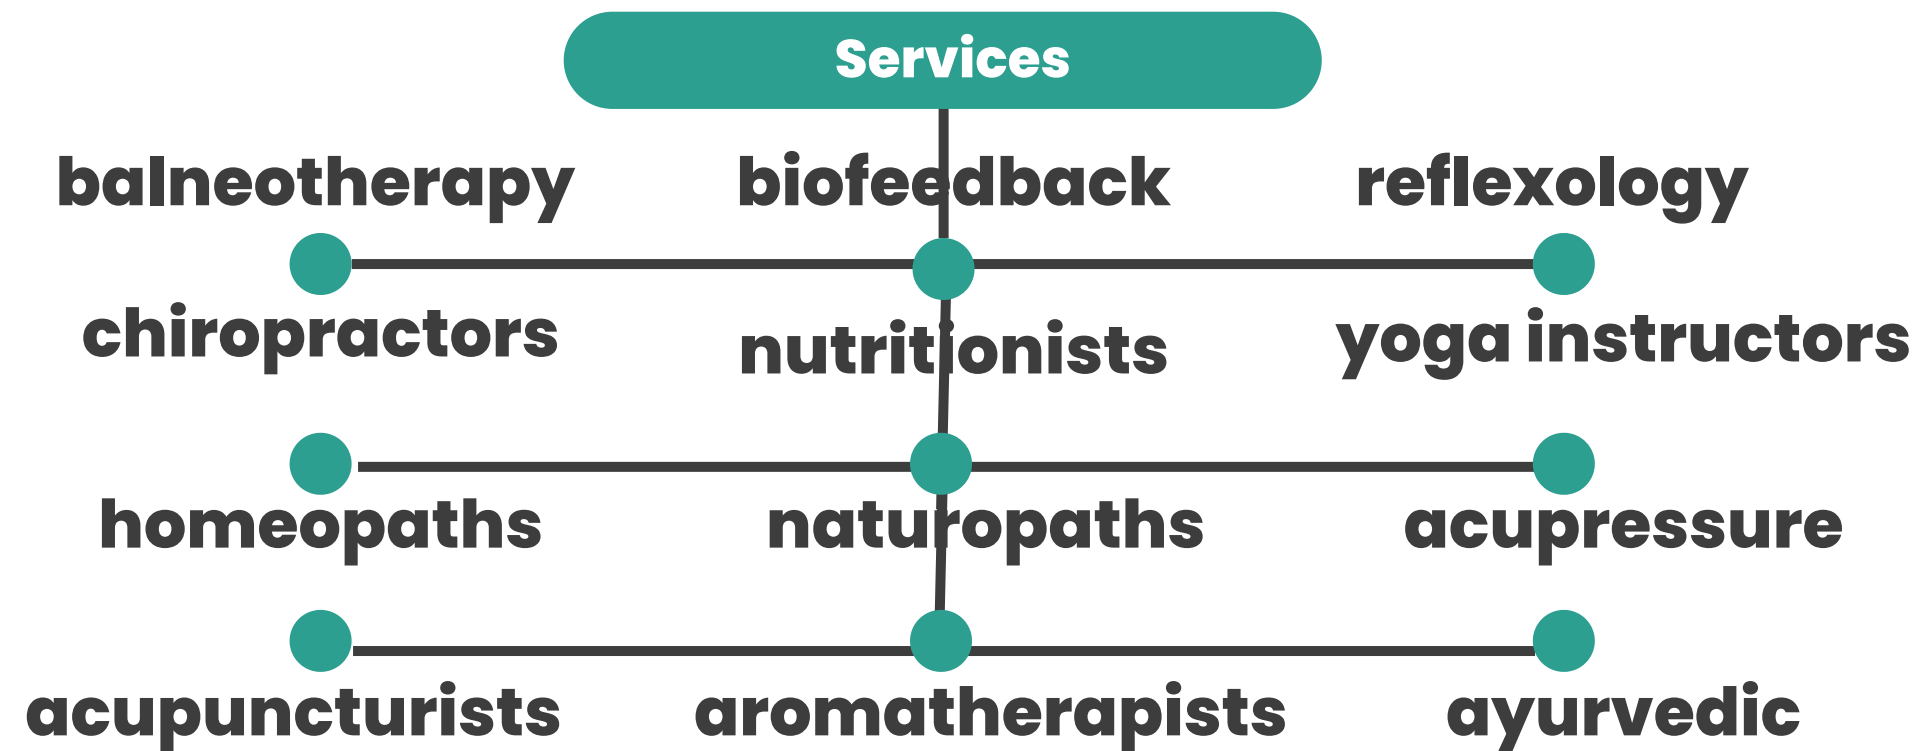 Services
balneotherapy biofeedback reflexology
chiropractors nutritionists yoga instructors
homeopaths naturopaths acupressure
acupuncturists aromatherapists ayurvedic